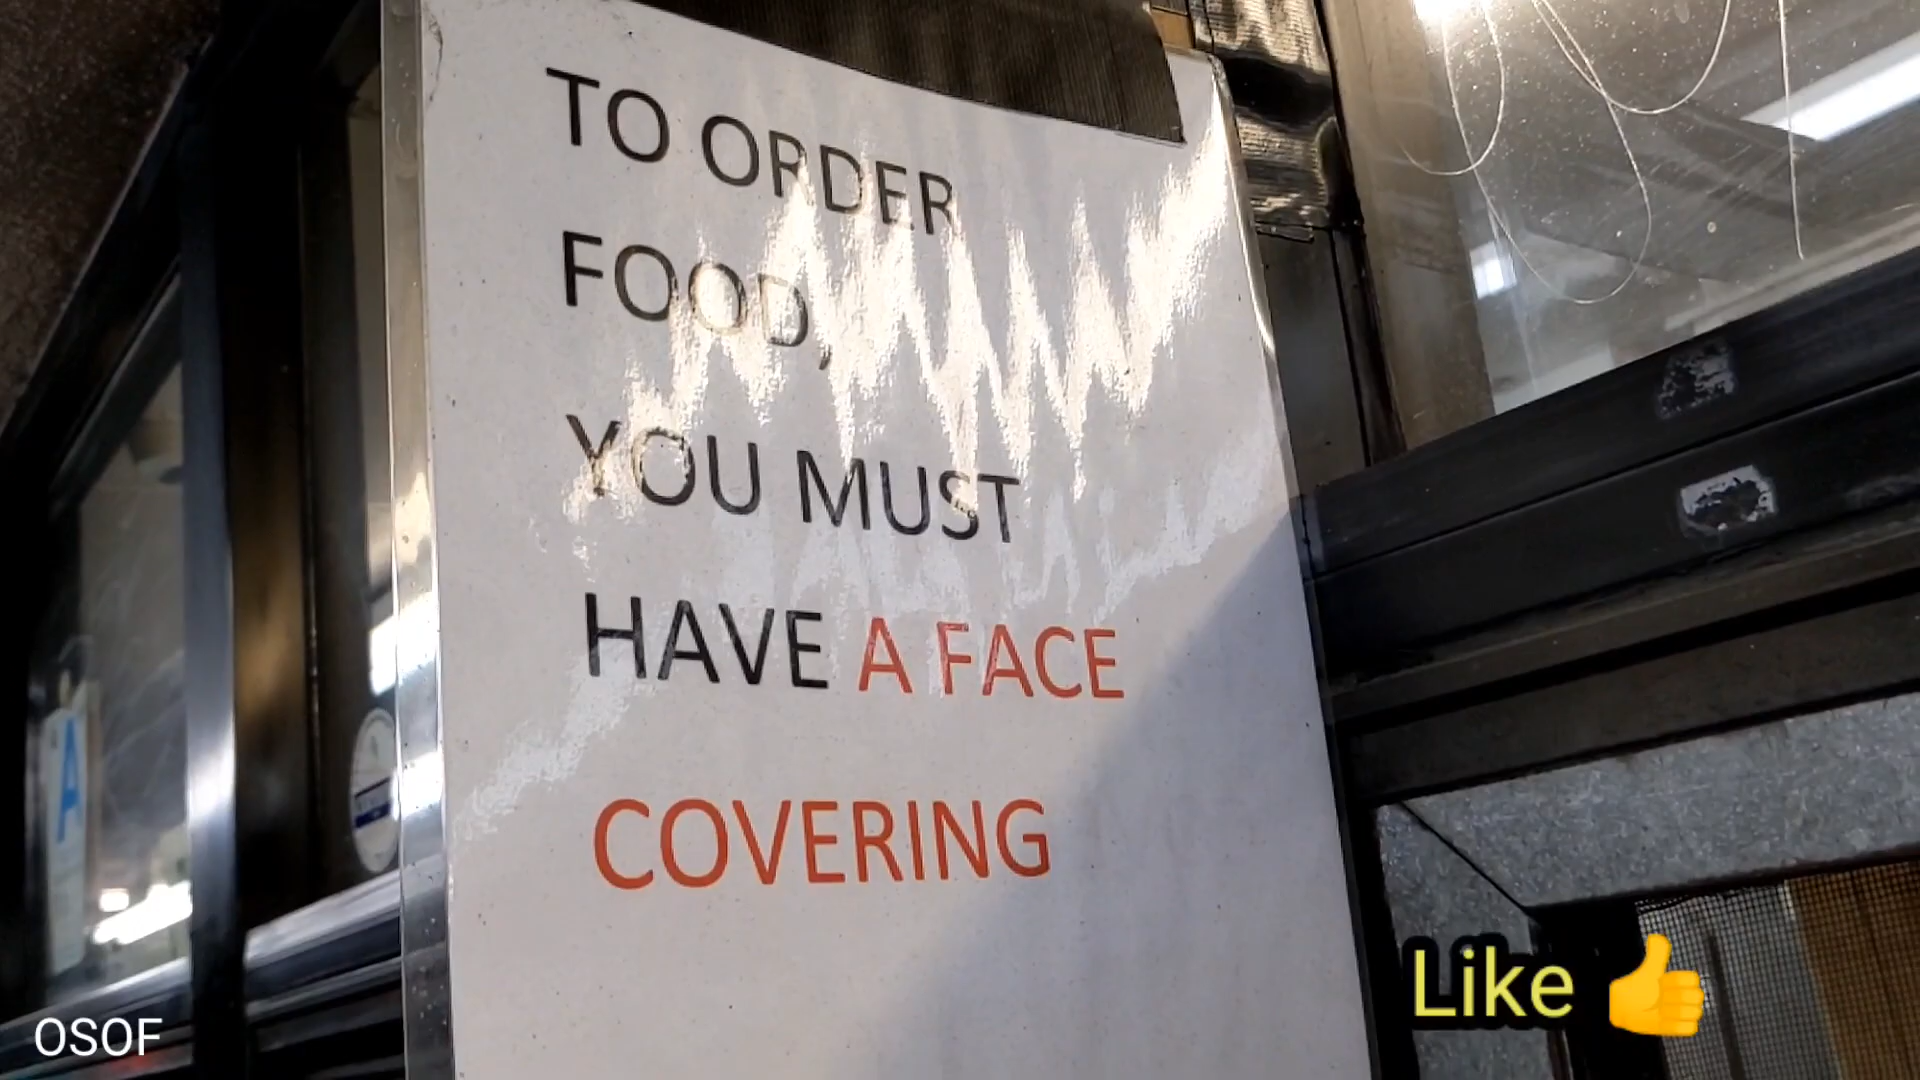 TO ORDER
FOOD,
YOU MUST
HAVE A FACE
COVERING
A
Like 👍
OSOF